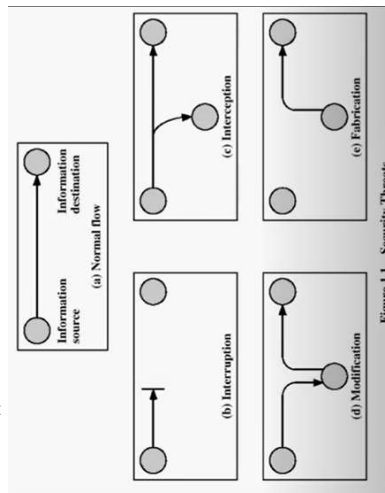 Information
source
Information
destination
(a) Normal flow
(b) Interruption
(c) Interception
(d) Modification
(e) Fabrication
Figure 1.1 Security Threats